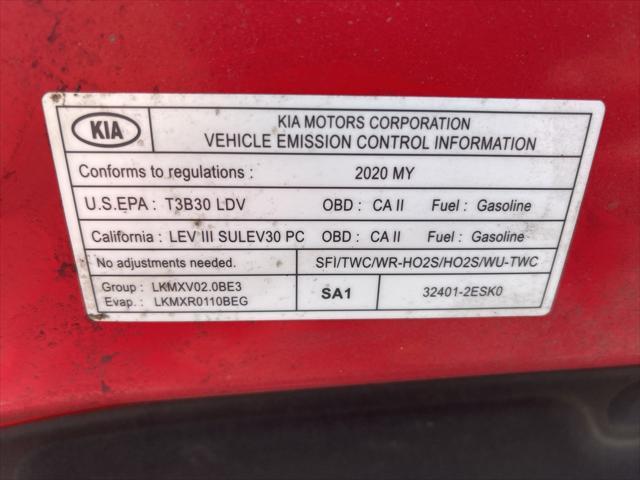 KIA
KIA MOTORS CORPORATION
VEHICLE EMISSION CONTROL INFORMATION
Conforms to regulations : 2020 MY
U.S.EPA : T3B30 LDV OBD : CA II Fuel : Gasoline
California : LEV III SULEV30 PC OBD : CA II Fuel : Gasoline
No adjustments needed. SFI/TWC/WR-HO2S/HO2S/WU-TWC
Group : LKMXV02.0BE3
Evap. : LKMXR0110BEG
SA1
32401-2ESK0